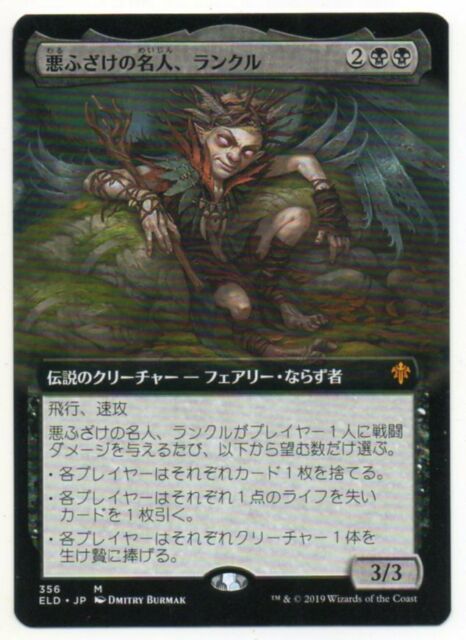 わる めいじん
悪ふざけの名人、ランクル 2
伝説のクリーチャー — フェアリー・ならず者
飛行、速攻
悪ふざけの名人、ランクルがプレイヤー1人に戦闘
ダメージを与えるたび、以下から望む数だけ選ぶ。
・各プレイヤーはそれぞれカード1枚を捨てる。
・各プレイヤーはそれぞれ1点のライフを失い
カードを1枚引く。
・各プレイヤーはそれぞれクリーチャー1体を
生け贄に捧げる。
3/3
356 M
ELD • JP DMITRY BURMAK
™ & © 2019 Wizards of the Coast